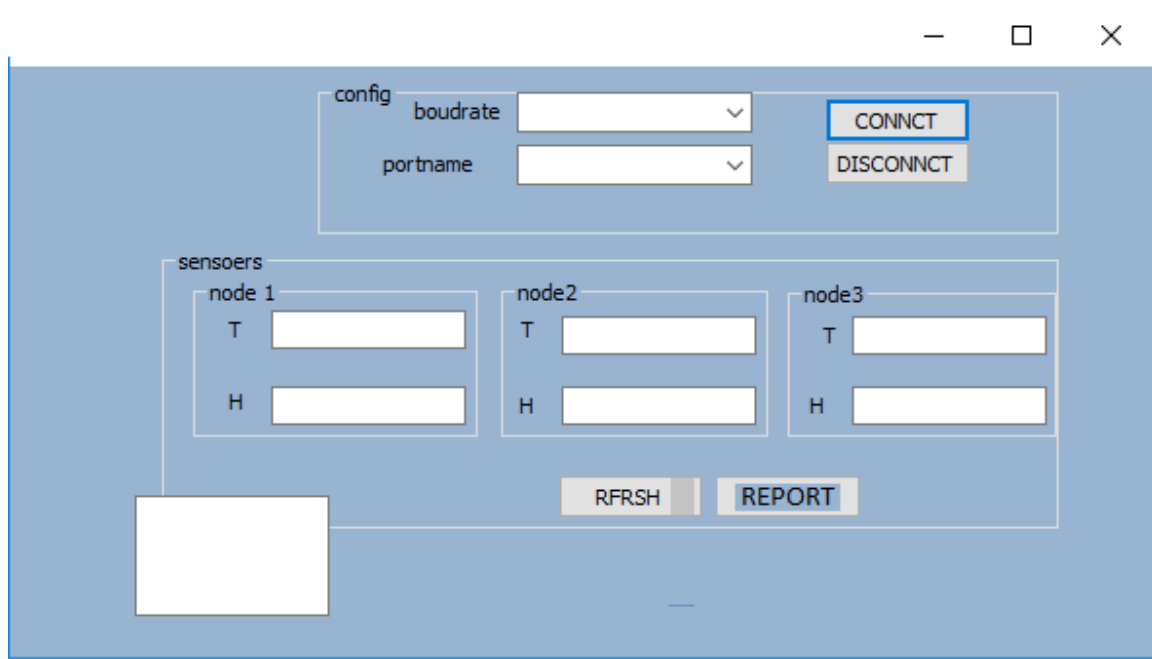 config
boudrate
CONNCT
portname
DISCONNCT
sensoers
node 1
node2
node3
T
T
T
H
H
H
RFRSH
REPORT